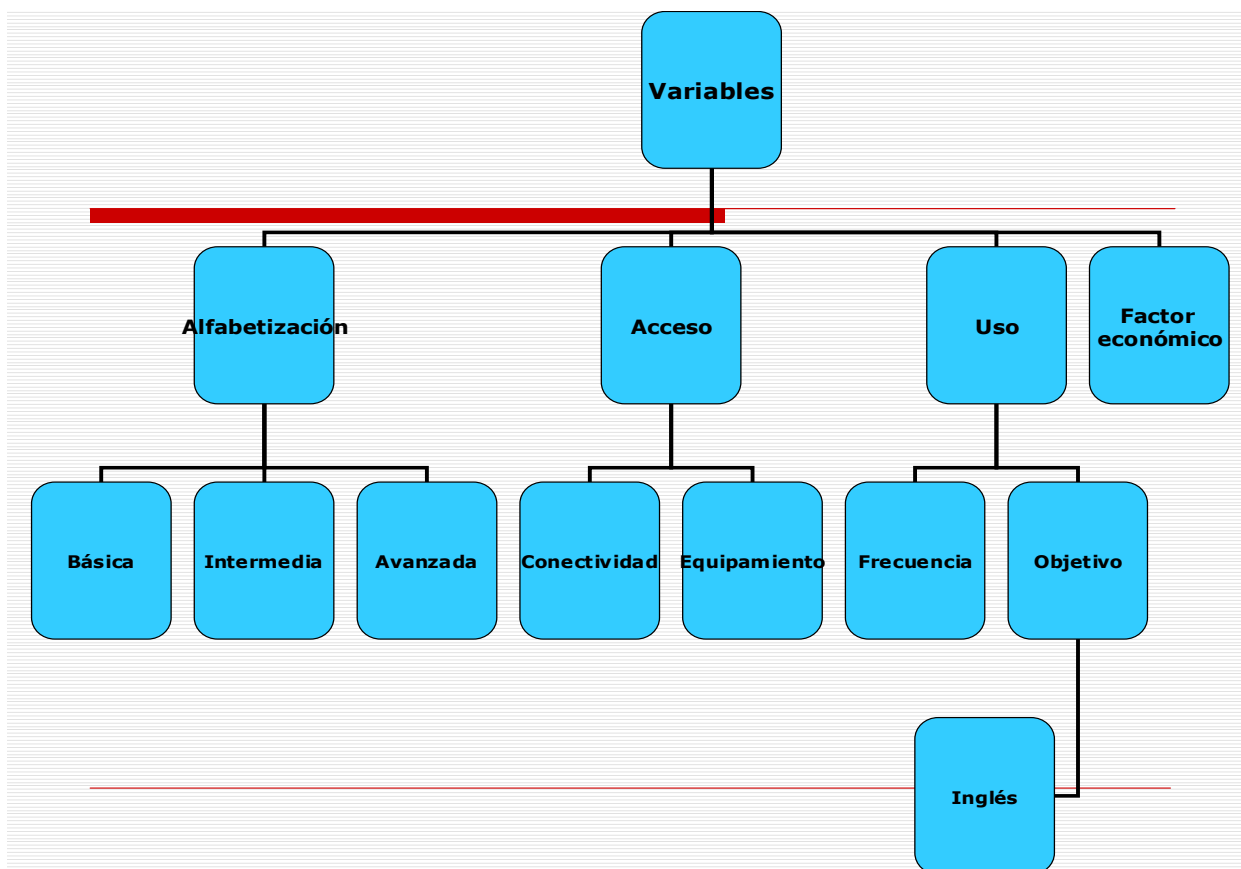 Variables
Alfabetización
Acceso
Uso
Factor
económico
Básica
Intermedia
Avanzada
Conectividad
Equipamiento
Frecuencia
Objetivo
Inglés